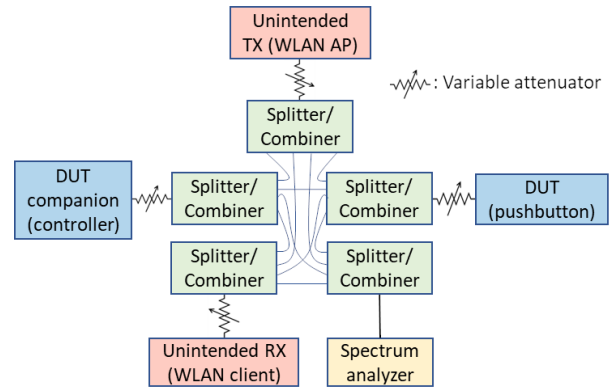 Unintended
TX (WLAN AP)
: Variable attenuator
Splitter/
Combiner
DUT
companion
(controller)
Splitter/
Combiner
Splitter/
Combiner
DUT
(pushbutton)
Splitter/
Combiner
Splitter/
Combiner
Unintended RX
(WLAN client)
Spectrum
analyzer